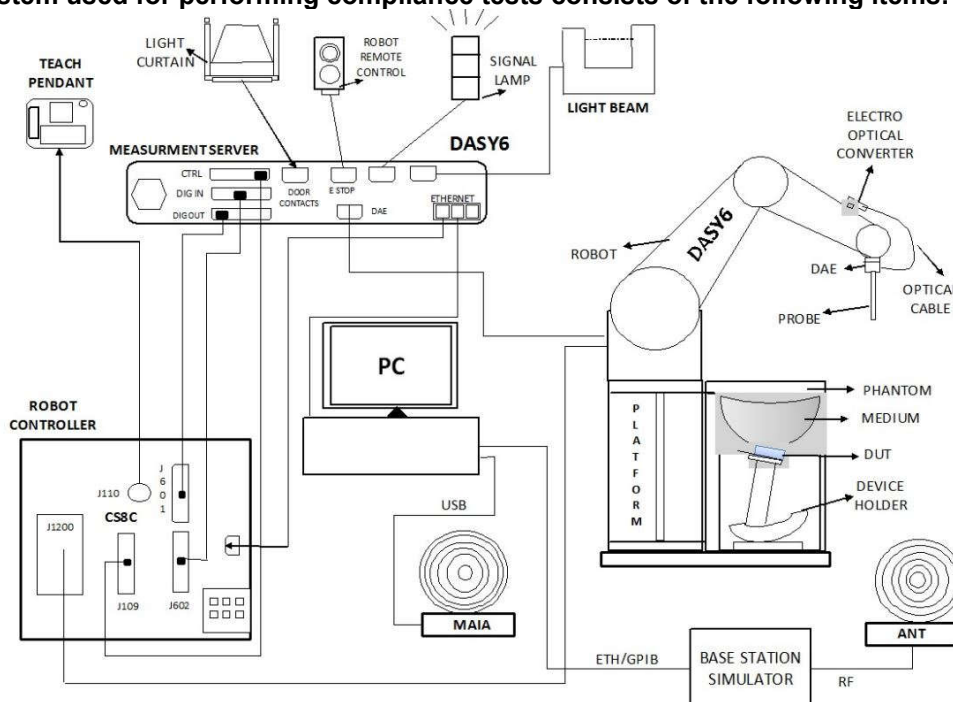 stem used for performing compliance tests consists of the following items:
LIGHT
CURTAIN
ROBOT
REMOTE
CONTROL
SIGNAL
LAMP
LIGHT BEAM
TEACH
PENDANT
ELECTRO
OPTICAL
CONVERTER
MEASURMENT SERVER
DASY6
CTRL
DIG IN
DIG OUT
DOOR
CONTACTS
E STOP
DAE
ETHERNET
DASY6
ROBOT
DAE
OPTICAL
CABLE
PROBE
PC
PLATFORM
PHANTOM
MEDIUM
DUT
DEVICE
HOLDER
ROBOT
CONTROLLER
J601
J110
CS8C
J1200
J109
J602
USB
MAIA
ANT
ETH/GPIB
BASE STATION
SIMULATOR
RF